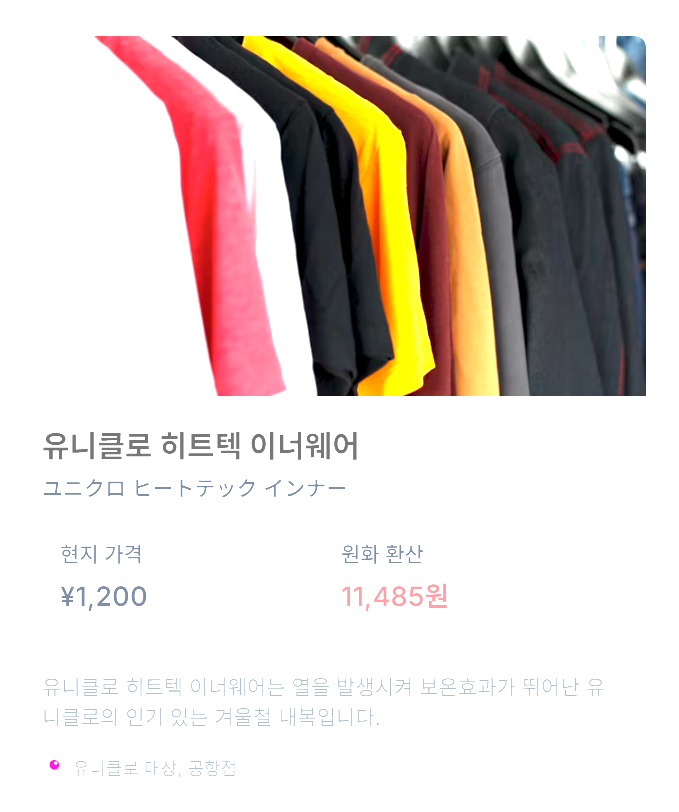 유니클로 히트텍 이너웨어
ユニクロ ヒートテック インナー
현지 가격
원화 환산
¥1,200
11,485원
유니클로 히트텍 이너웨어는 열을 발생시켜 보온효과가 뛰어난 유
니클로의 인기 있는 겨울철 내복입니다.
유니클로 매장, 공항점